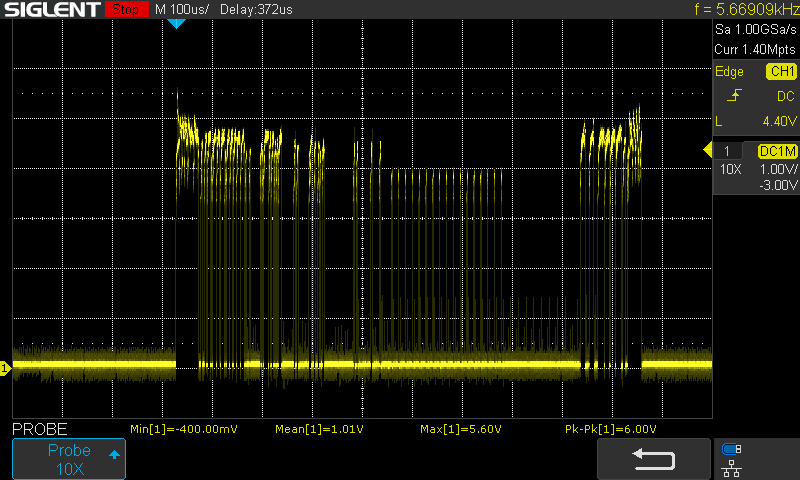 SIGLENT Stop M 100us/ Delay:372us f = 5.66909kHz
Sa 1.00GSa/s
Curr 1.40Mpts
Edge CH1
DC
L 4.40V
1 DC1M
10X 1.00V/
-3.00V
1
PROBE Min[1]=-400.00mV Mean[1]=1.01V Max[1]=5.60V Pk-Pk[1]=6.00V
Probe
10X